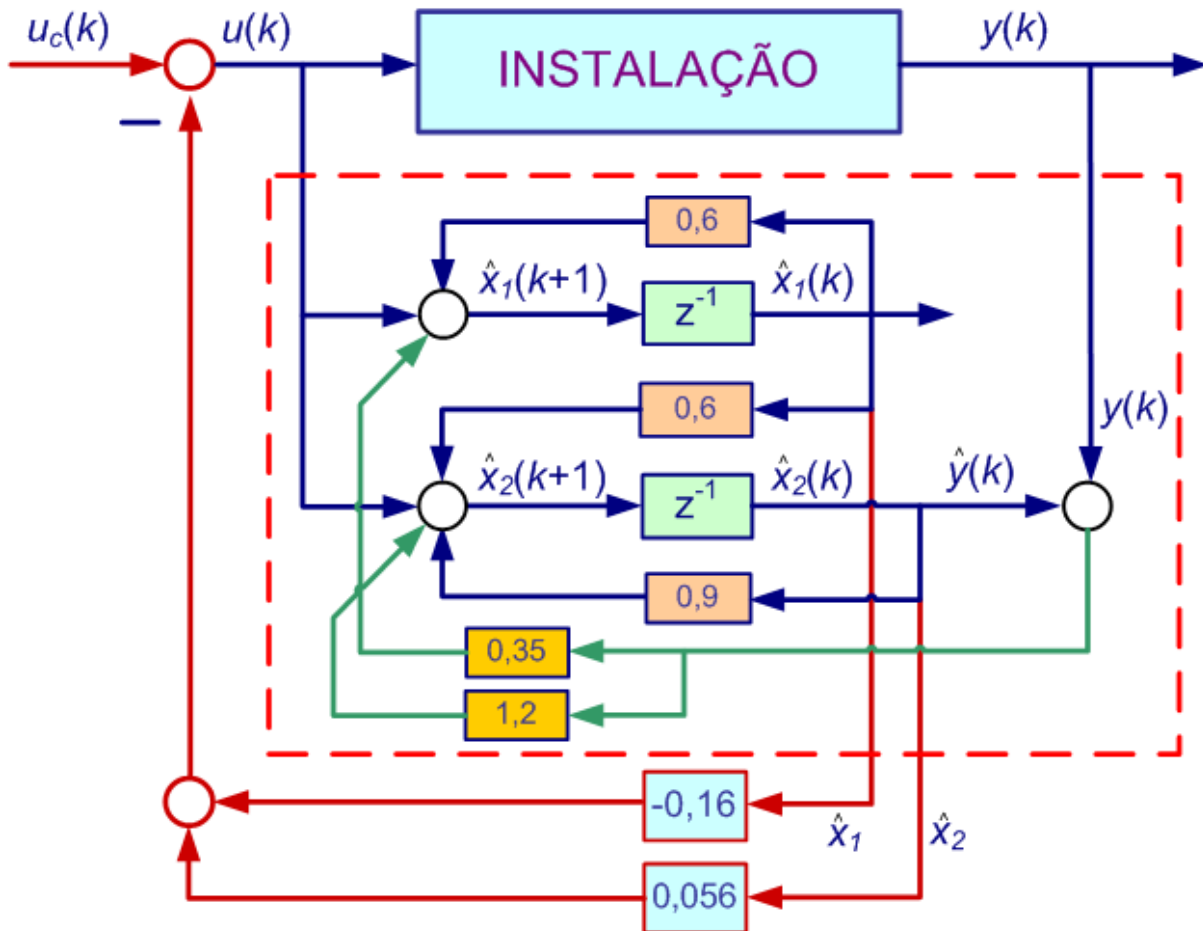 u_c(k)
u(k)
INSTALAÇÃO
y(k)
–
0,6
x̂₁(k+1)
z⁻¹
x̂₁(k)
0,6
y(k)
x̂₂(k+1)
z⁻¹
x̂₂(k)
ŷ(k)
0,9
0,35
1,2
-0,16
x̂₁
x̂₂
0,056